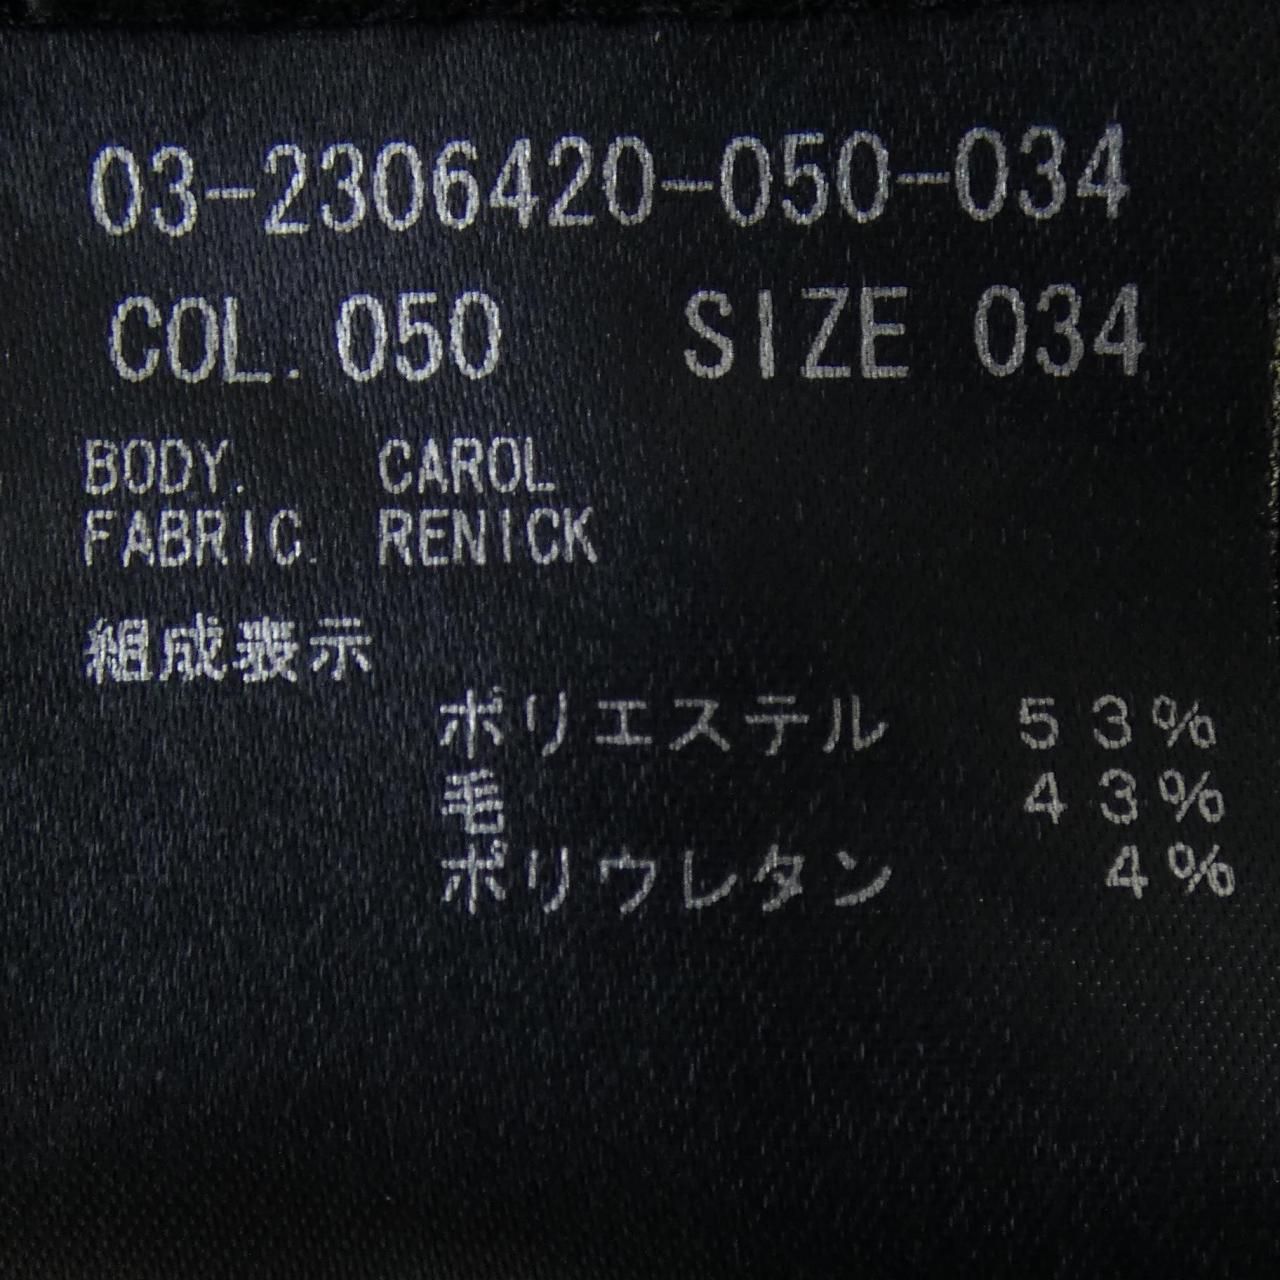 03-2306420-050-034
COL. 050 SIZE 034
BODY. CAROL
FABRIC. RENICK
組成表示
ポリエステル 53%
毛 43%
ポリウレタン 4%